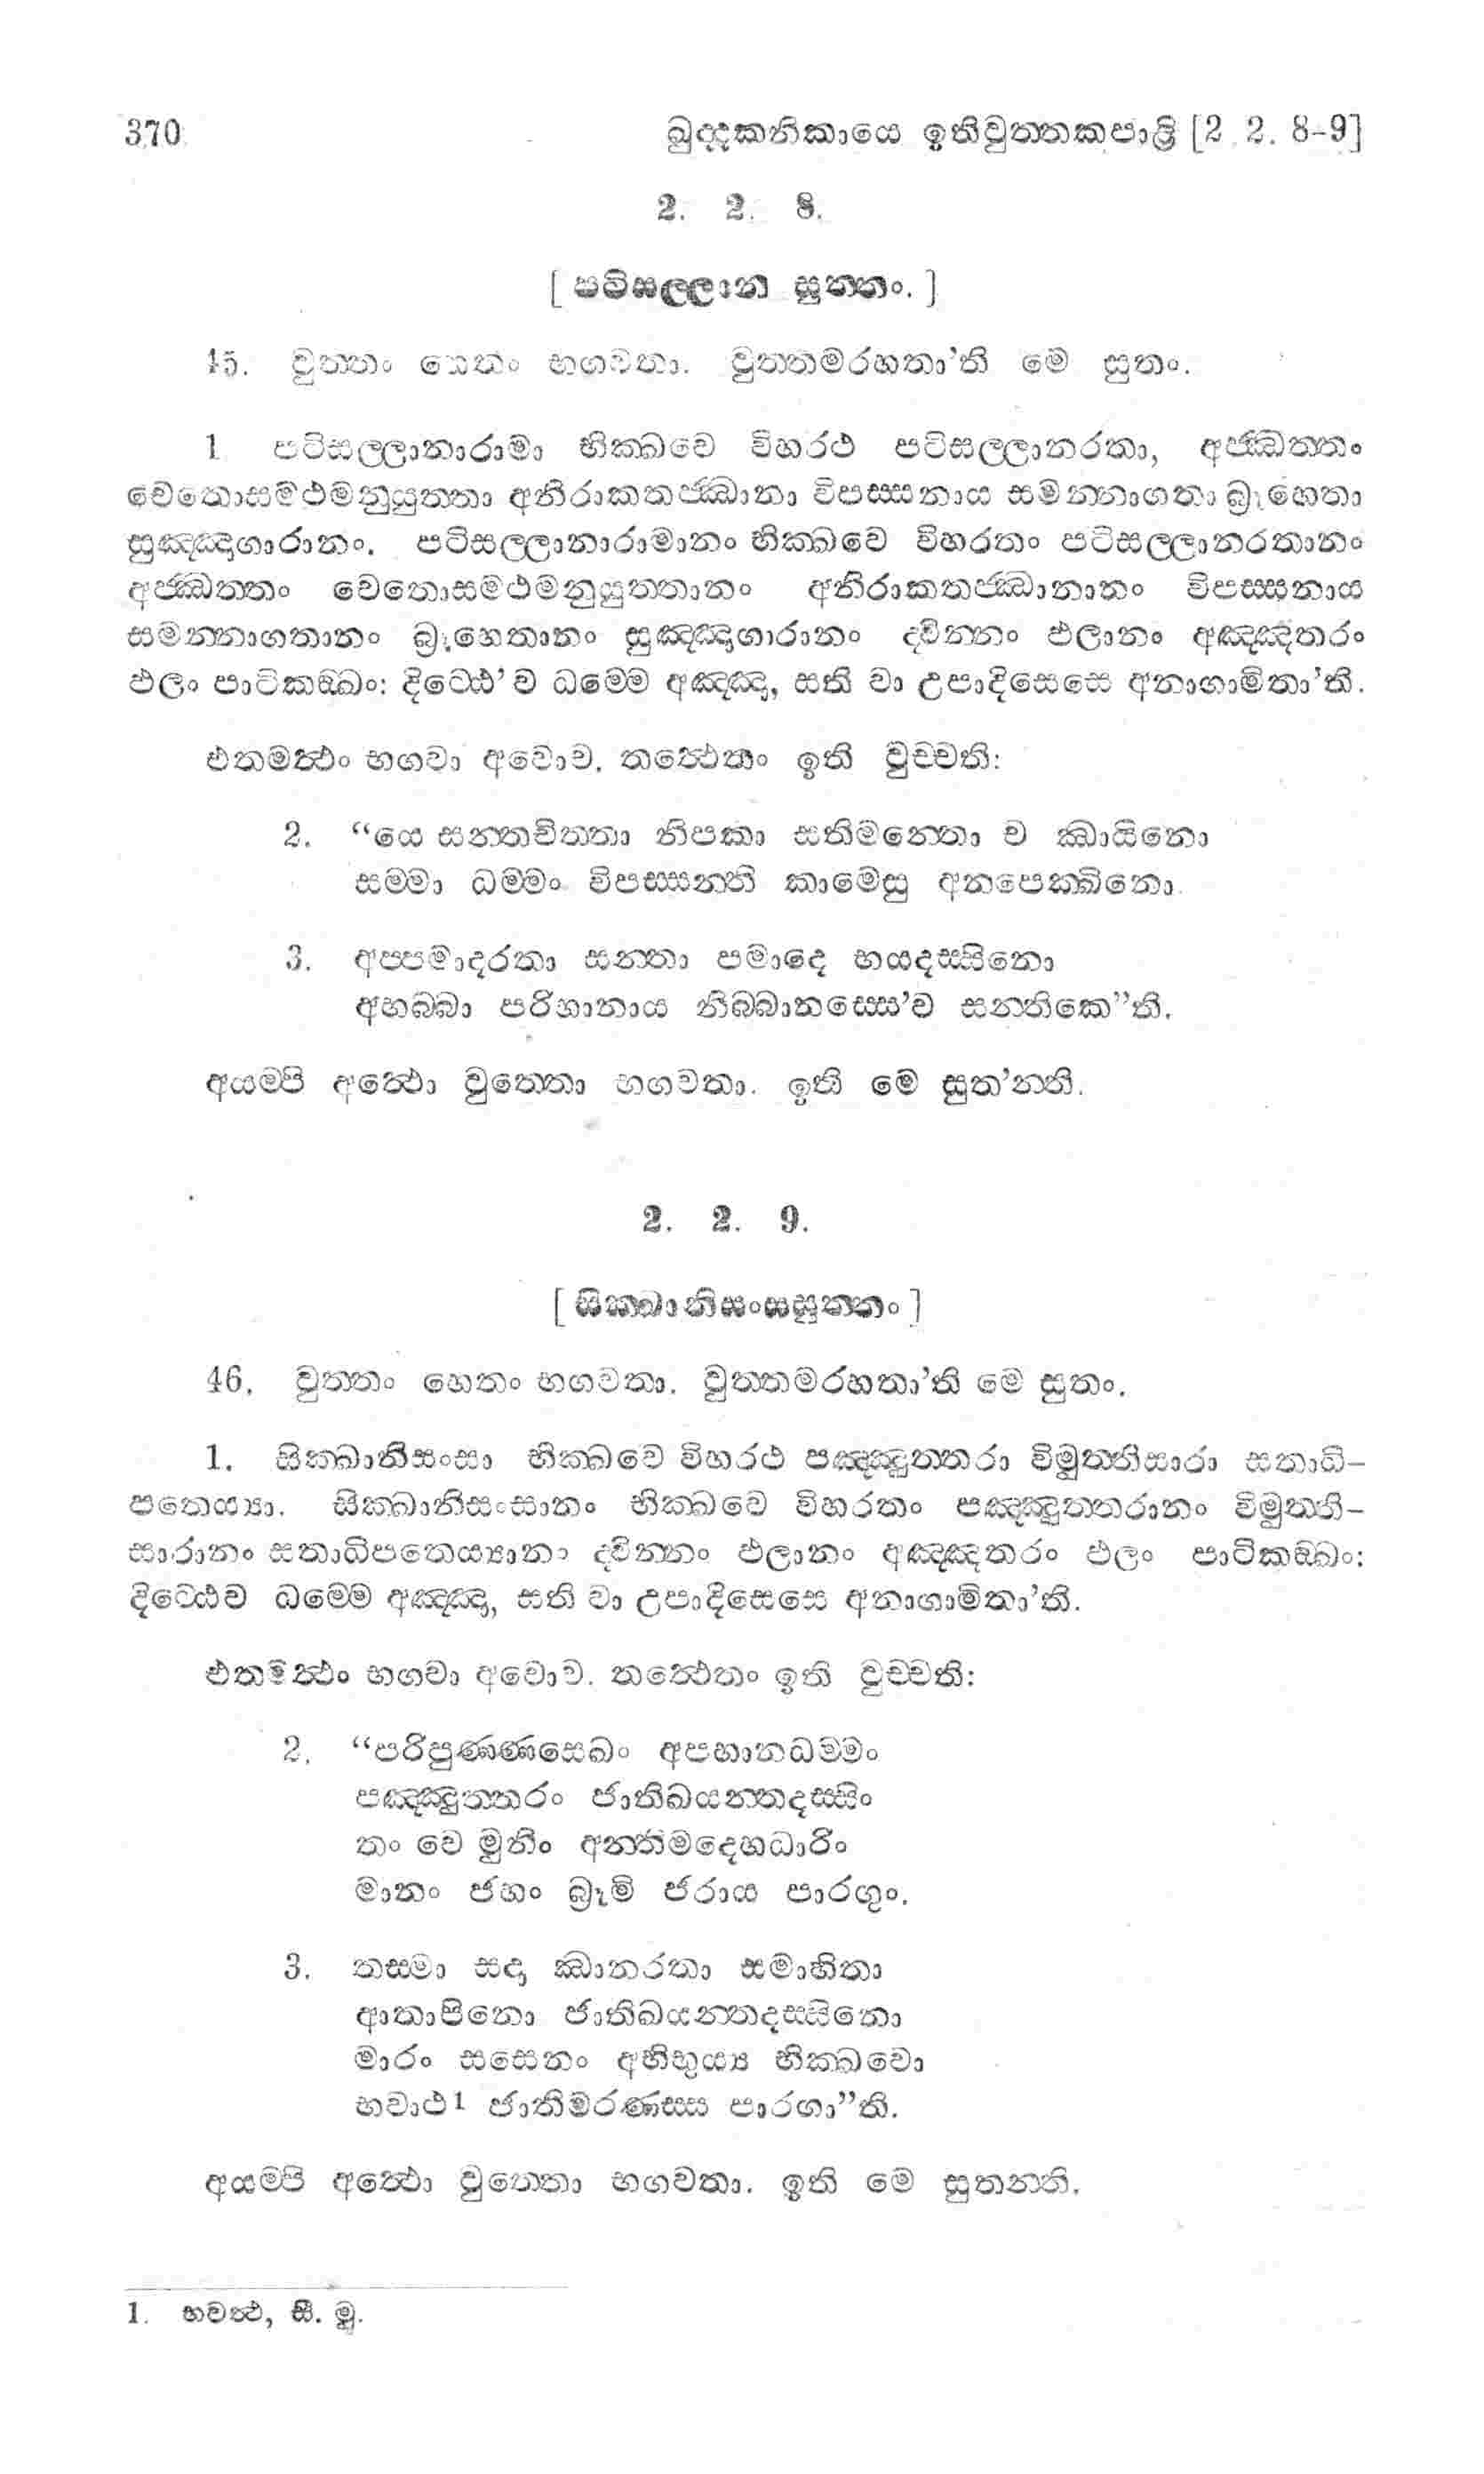 370 ඛුද්දකනිකායෙ ඉතිවුත්තකපාළි [2 2. 8-9]
2. 2. 8.
[ පටිසල්ලාන සුත්තං. ]
45. වුත්තං හෙතං භගවතා. වුත්තමරහතා’ති මෙ සුතං.
1 පටිසල්ලානාරාමා භික්ඛවෙ විහරථ පටිසල්ලානරතා, අජ්ඣත්තං
චෙතොසමථමනුයුත්තා අනිරාකතජ්ඣානා විපස්සනාය සමන්නාගතා බ්‍රූහෙතා
සුඤ්ඤාගාරානං. පටිසල්ලානාරාමානං භික්ඛවෙ විහරතං පටිසල්ලානරතානං
අජ්ඣත්තං චෙතොසමථමනුයුත්තානං අනිරාකතජ්ඣානානං විපස්සනාය
සමන්නාගතානං බ්‍රූහෙතානං සුඤ්ඤාගාරානං ද්වින්නං ඵලානං අඤ්ඤතරං
ඵලං පාටිකඞ්ඛං: දිට්ඨෙ’ව ධම්මෙ අඤ්ඤා, සති වා උපාදිසෙසෙ අනාගාමිතා’ති.
එතමත්ථං භගවා අවොච. තත්ථෙතං ඉති වුච්චති:
2. “යෙ සන්තචිත්තා නිපකා සතිමන්තො ච ඣායිනො
සම්මා ධම්මං විපස්සන්ති කාමෙසු අනපෙක්ඛිනො.
3. අප්පමාදරතා සන්තා පමාදෙ භයදස්සිනො
අභබ්බා පරිහානාය නිබ්බානස්සෙ’ව සන්තිකෙ”ති.
අයම්පි අත්ථො වුත්තො භගවතා. ඉති මෙ සුත’න්ති.
2. 2. 9.
[ සික්ඛානිසංසසුත්තං ]
46. වුත්තං හෙතං භගවතා. වුත්තමරහතා’ති මෙ සුතං.
1. සික්ඛානිසංසා භික්ඛවෙ විහරථ පඤ්ඤුත්තරා විමුත්තිසාරා සතාධි-
පතෙය්‍යා. සික්ඛානිසංසානං භික්ඛවෙ විහරතං පඤ්ඤුත්තරානං විමුත්ති-
සාරානං සතාධිපතෙය්‍යානං ද්වින්නං ඵලානං අඤ්ඤතරං ඵලං පාටිකඞ්ඛං:
දිට්ඨෙව ධම්මෙ අඤ්ඤා, සති වා උපාදිසෙසෙ අනාගාමිතා’ති.
එතමත්ථං භගවා අවොච. තත්ථෙතං ඉති වුච්චති:
2. “පරිපුණ්ණසෙඛං අපහානධම්මං
පඤ්ඤුත්තරං ජාතිඛයන්තදස්සිං
තං වෙ මුනිං අන්තිමදෙහධාරිං
මානං ජහං බ්‍රූමි ජරාය පාරගුං.
3. තස්මා සදා ඣානරතා සමාහිතා
ආතාපිනො ජාතිඛයන්තදස්සිනො
මාරං සසෙනං අභිභුය්‍ය භික්ඛවො
භවාථ1 ජාතිමරණස්ස පාරගා”ති.
අයම්පි අත්ථො වුත්තො භගවතා. ඉති මෙ සුතන්ති.
1. භවත්ථ, සී. මු.